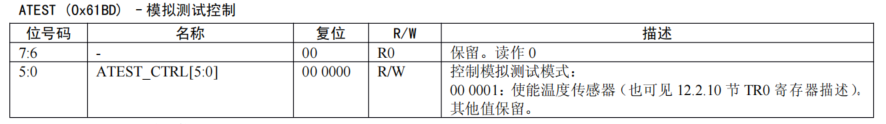 ATEST (0x61BD) －模拟测试控制
位号码 名称 复位 R/W 描述
7:6 - 00 R0 保留。读作 0
5:0 ATEST_CTRL[5:0] 00 0000 R/W 控制模拟测试模式：
00 0001：使能温度传感器（也可见 12.2.10 节 TR0 寄存器描述）。
其他值保留。